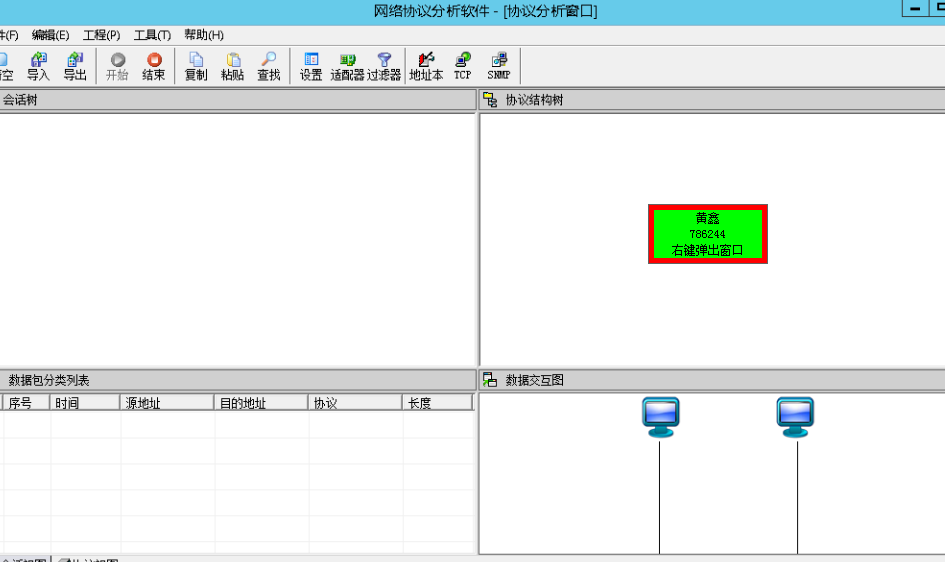 网络协议分析软件 - [协议分析窗口]
件(F) 编辑(E) 工程(P) 工具(T) 帮助(H)
空 导入 导出 开始 结束 复制 粘贴 查找 设置 适配器 过滤器 地址本 TCP SNMP
会话树
协议结构树
黄鑫
786244
右键弹出窗口
数据包分类列表
数据交互图
序号 时间 源地址 目的地址 协议 长度